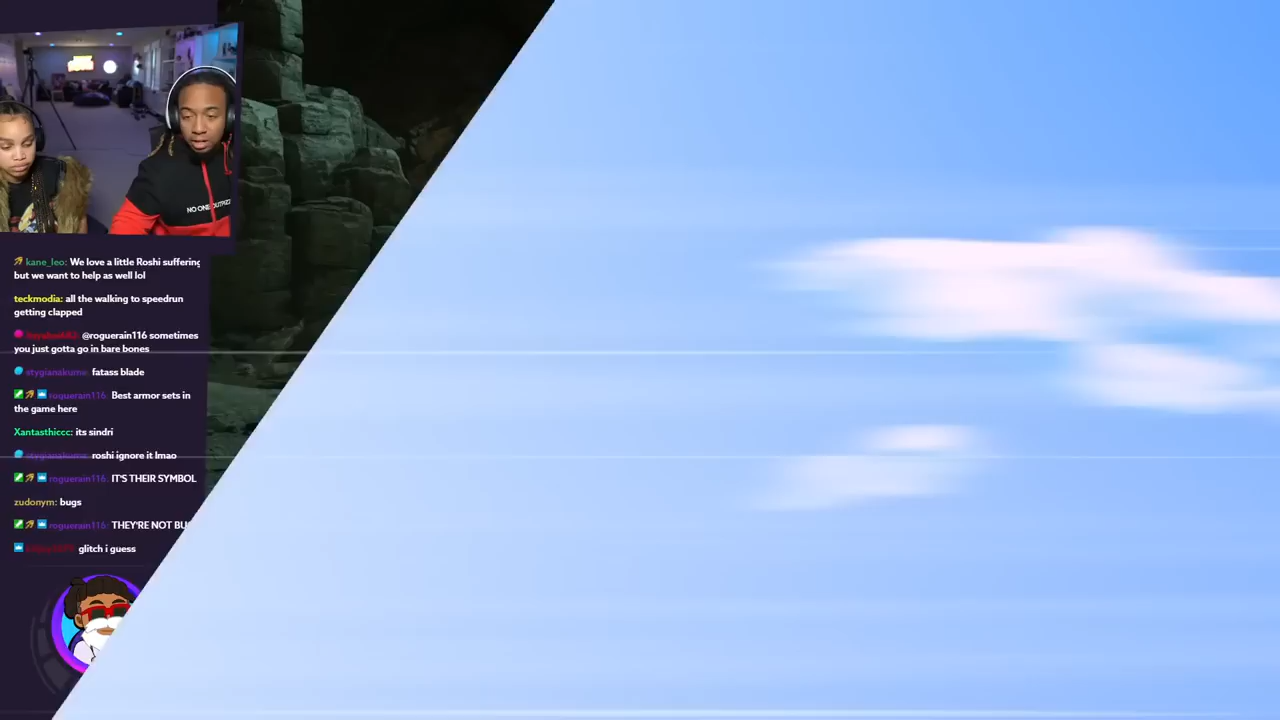 kane_leo: We love a little Roshi suffering
but we want to help as well lol
teckmodia: all the walking to speedrun
getting clapped
@roguerain116 sometimes
you just gotta go in bare bones
stygianakume: fatass blade
roguerain116: Best armor sets in
the game here
Xantasthiccc: its sindri
stygianakume: roshi ignore it lmao
roguerain116: IT'S THEIR SYMBOL
zudonym: bugs
roguerain116: THEY'RE NOT
glitch i guess